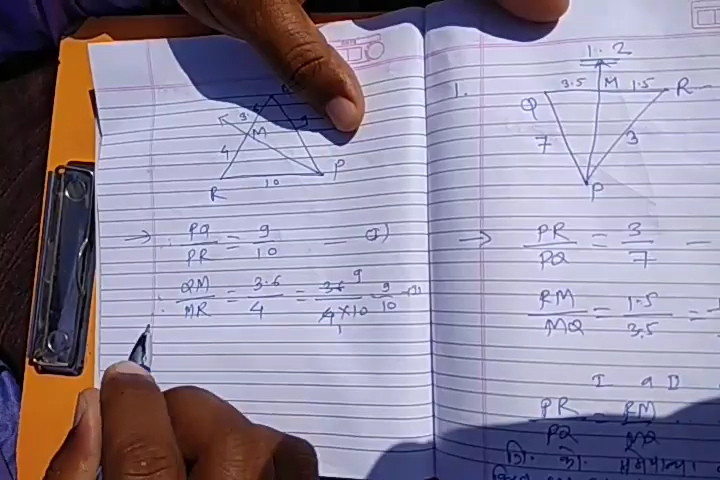 3.6
M
9
4
P
R
10
→ ∴ PQ/PR = 9/10 — (I)
∴ QM/MR = 3.6/4 = 36/4×10 = 9/10 — II
9
1
1.
1.. 2
3.5 M 1.5
Q
R
7
3
P
→ PR/PQ = 3/7 —
RM/MQ = 1.5/3.5 =
I व II
PR/PQ = RM/MQ